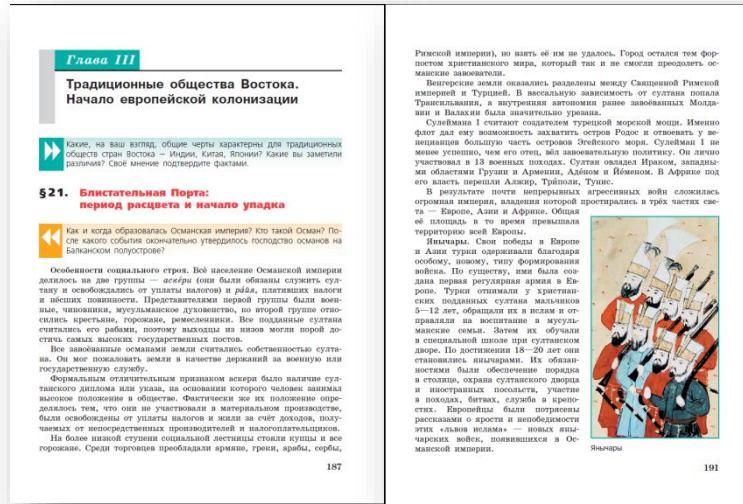 Глава III
Традиционные общества Востока.
Начало европейской колонизации
Какие, на ваш взгляд, общие черты характерны для традиционных
обществ стран Востока — Индии, Китая, Японии? Какие вы заметили
различия? Своё мнение подтвердите фактами.
§ 21. Блистательная Порта:
период расцвета и начало упадка
Как и когда образовалась Османская империя? Кто такой Осман? По-
сле какого события окончательно утвердилось господство османов на
Балканском полуострове?
Особенности социального строя. Всё население Османской империи
делилось на две группы — аске́ри (они были обязаны служить сул-
тану и освобождались от уплаты налогов) и ра́йя, плативших налоги
и нёсших повинности. Представителями первой группы были воен-
ные, чиновники, мусульманское духовенство, ко второй группе отно-
сились крестьяне, горожане, ремесленники. Все подданные султана
считались его рабами, поэтому выходцы из низов могли порой до-
стичь самых высоких государственных постов.
Все завоёванные османами земли считались собственностью султа-
на. Он мог пожаловать земли в качестве держаний за военную или
государственную службу.
Формальным отличительным признаком аскери было наличие сул-
танского диплома или указа, на основании которого человек занимал
высокое положение в обществе. Фактически же их положение опре-
делялось тем, что они не участвовали в материальном производстве,
были освобождены от уплаты налогов и жили за счёт доходов, полу-
чаемых от непосредственных производителей и налогоплательщиков.
На более низкой ступени социальной лестницы стояли купцы и все
горожане. Среди торговцев преобладали армяне, греки, арабы, сербы,
187
Римской империи), но взять её им не удалось. Город остался тем фор-
постом христианского мира, который так и не смогли преодолеть ос-
манские завоеватели.
Венгерские земли оказались разделены между Священной Римской
империей и Турцией. В вассальную зависимость от султана попала
Трансильвания, а внутренняя автономия ранее завоёванных Молда-
вии и Валахии была значительно урезана.
Сулеймана I считают создателем турецкой морской мощи. Именно
флот дал ему возможность захватить остров Родос и отвоевать у ве-
нецианцев большую часть островов Эгейского моря. Сулейман I не
менее успешно, чем его отец, вёл завоевательную политику. Он лично
участвовал в 13 военных походах. Султан овладел Ираком, западны-
ми областями Грузии и Армении, А́деном и Йе́меном. В Африке под
его власть перешли Алжир, Три́поли, Тунис.
В результате почти непрерывных агрессивных войн сложилась
огромная империя, владения которой простирались в трёх частях све-
та — Европе, Азии и Африке. Общая
её площадь в то время превышала
территорию всей Европы.
Янычары. Свои победы в Европе
и Азии турки одерживали благодаря
особому, новому, типу формирования
войска. По существу, ими была соз-
дана первая регулярная армия в Ев-
ропе. Турки отнимали у христиан-
ских подданных султана мальчиков
5—12 лет, обращали их в ислам и от-
правляли на воспитание в мусуль-
манские семьи. Затем их обучали
в специальной школе при султанском
дворе. По достижении 18—20 лет они
становились янычарами. Их обязан-
ностями были обеспечение порядка
в столице, охрана султанского дворца
и иностранных посольств, участие
в походах, битвах, служба в крепо-
стях. Европейцы были потрясены
рассказами о ярости и непобедимости
этих «львов ислама» — новых яны-
чарских войск, появившихся в Ос-
манской империи.
Янычары
191